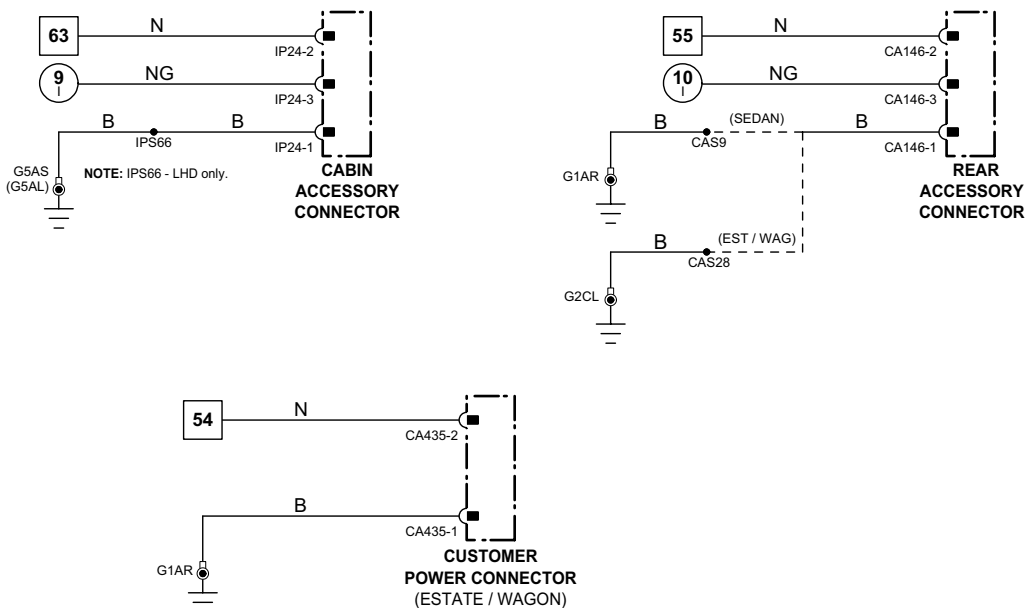 63
N
IP24-2
9
I
NG
IP24-3
B
B
IPS66
IP24-1
G5AS
(G5AL)
NOTE: IPS66 - LHD only.
CABIN
ACCESSORY
CONNECTOR
55
N
CA146-2
10
I
NG
CA146-3
B
(SEDAN)
B
CAS9
CA146-1
G1AR
REAR
ACCESSORY
CONNECTOR
B
(EST / WAG)
CAS28
G2CL
54
N
CA435-2
B
CA435-1
G1AR
CUSTOMER
POWER CONNECTOR
(ESTATE / WAGON)